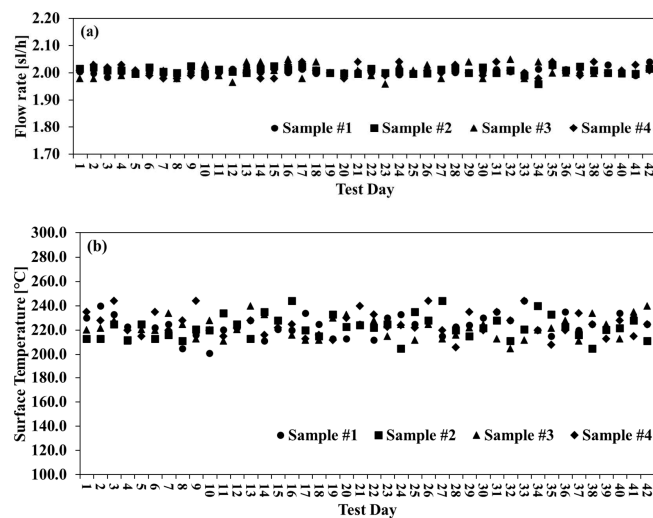 (a)
Flow rate [sl/h]
2.20
2.10
2.00
1.90
1.80
1.70
Sample #1 Sample #2 Sample #3 Sample #4
1 2 3 4 5 6 7 8 9 10 11 12 13 14 15 16 17 18 19 20 21 22 23 24 25 26 27 28 29 30 31 32 33 34 35 36 37 38 39 40 41 42
Test Day
(b)
Surface Temperature [°C]
300.0
280.0
260.0
240.0
220.0
200.0
180.0
160.0
140.0
120.0
100.0
Sample #1 Sample #2 Sample #3 Sample #4
1 2 3 4 5 6 7 8 9 10 11 12 13 14 15 16 17 18 19 20 21 22 23 24 25 26 27 28 29 30 31 32 33 34 35 36 37 38 39 40 41 42
Test Day